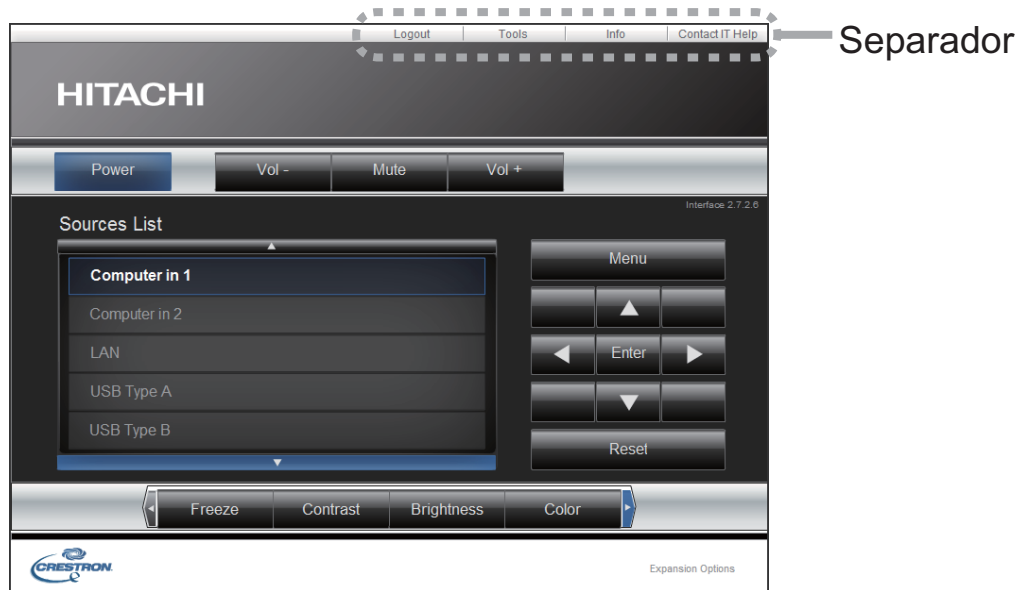 Logout Tools Info Contact IT Help
Separador
HITACHI
Power Vol - Mute Vol +
Interface 2.7.2.6
Sources List
Computer in 1
Computer in 2
LAN
USB Type A
USB Type B
Menu
Enter
Reset
Freeze Contrast Brightness Color
CRESTRON
Expansion Options